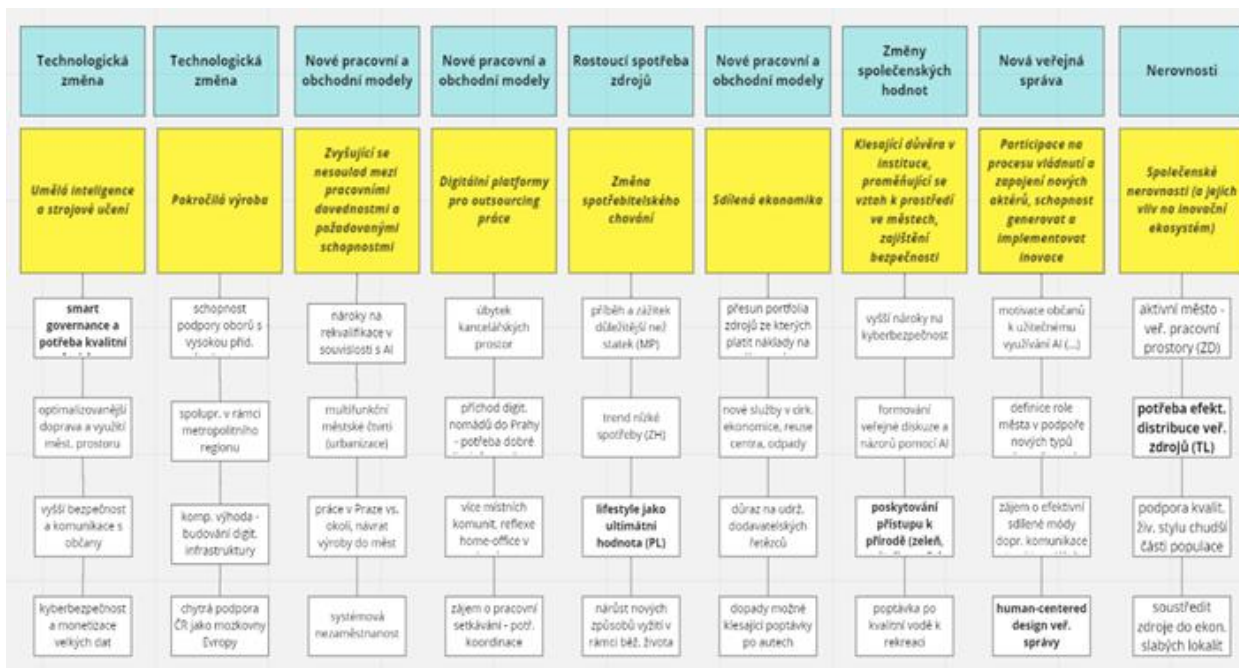 Technologická
změna
Technologická
změna
Nové pracovní a
obchodní modely
Nové pracovní a
obchodní modely
Rostoucí spotřeba
zdrojů
Nové pracovní a
obchodní modely
Změny
společenských
hodnot
Nová veřejná
správa
Nerovnosti
Umělá inteligence
a strojové učení
Pokročilá výroba
Zvyšující se
nesoulad mezi
pracovními
dovednostmi a
požadovanými
schopnostmi
Digitální platformy
pro outsourcing
práce
Změna
spotřebitelského
chování
Sdílená ekonomika
Klesající důvěra v
instituce,
proměňující se
vztah k prostředí
ve městech,
zajištění
bezpečnosti
Participace na
procesu vládnutí a
zapojení nových
aktérů, schopnost
generovat a
implementovat
inovace
Společenské
nerovnosti (a jejich
vliv na inovační
ekosystém)
smart
governance a
potřeba kvalitní
schopnost
podpory oborů s
vysokou přid.
nároky na
rekvalifikace v
souvislosti s AI
úbytek
kancelářských
prostor
příběh a zážitek
důležitější než
statek (MP)
přesun portfolia
zdrojů ze kterých
platit náklady na
vyšší nároky na
kyberbezpečnost
motivace občanů
k užitečnému
využívání AI (...)
aktivní město -
veř. pracovní
prostory (ZD)
optimalizovanější
doprava a využití
měst. prostoru
spolupr. v rámci
metropolitního
regionu
multifunkční
městské čtvrti
(urbanizace)
příchod digit.
nomádů do Prahy
- potřeba dobré
trend nízké
spotřeby (ZH)
nové služby v cirk.
ekonomice, reuse
centra, odpady
formování
veřejné diskuze a
názorů pomocí AI
definice role
města v podpoře
nových typů
potřeba efekt.
distribuce veř.
zdrojů (TL)
vyšší bezpečnost
a komunikace s
občany
komp. výhoda -
budování digit.
infrastruktury
práce v Praze vs.
okolí, návrat
výroby do měst
více místních
komunit, reflexe
home-office v
lifestyle jako
ultimátní
hodnota (PL)
důraz na udrž.
dodavatelských
řetězců
poskytování
přístupu k
přírodě (zeleň,
zájem o efektivní
sdílené módy
dopr. komunikace
podpora kvalit.
živ. stylu chudší
části populace
kyberbezpečnost
a monetizace
velkých dat
chytrá podpora
ČR jako mozkovny
Evropy
systémová
nezaměstnanost
zájem o pracovní
setkávání - potř.
koordinace
nárůst nových
způsobů vyžití v
rámci běž. života
dopady možné
klesající poptávky
po autech
poptávka po
kvalitní vodě k
rekreaci
human-centered
design veř.
správy
soustředit
zdroje do ekon.
slabých lokalit